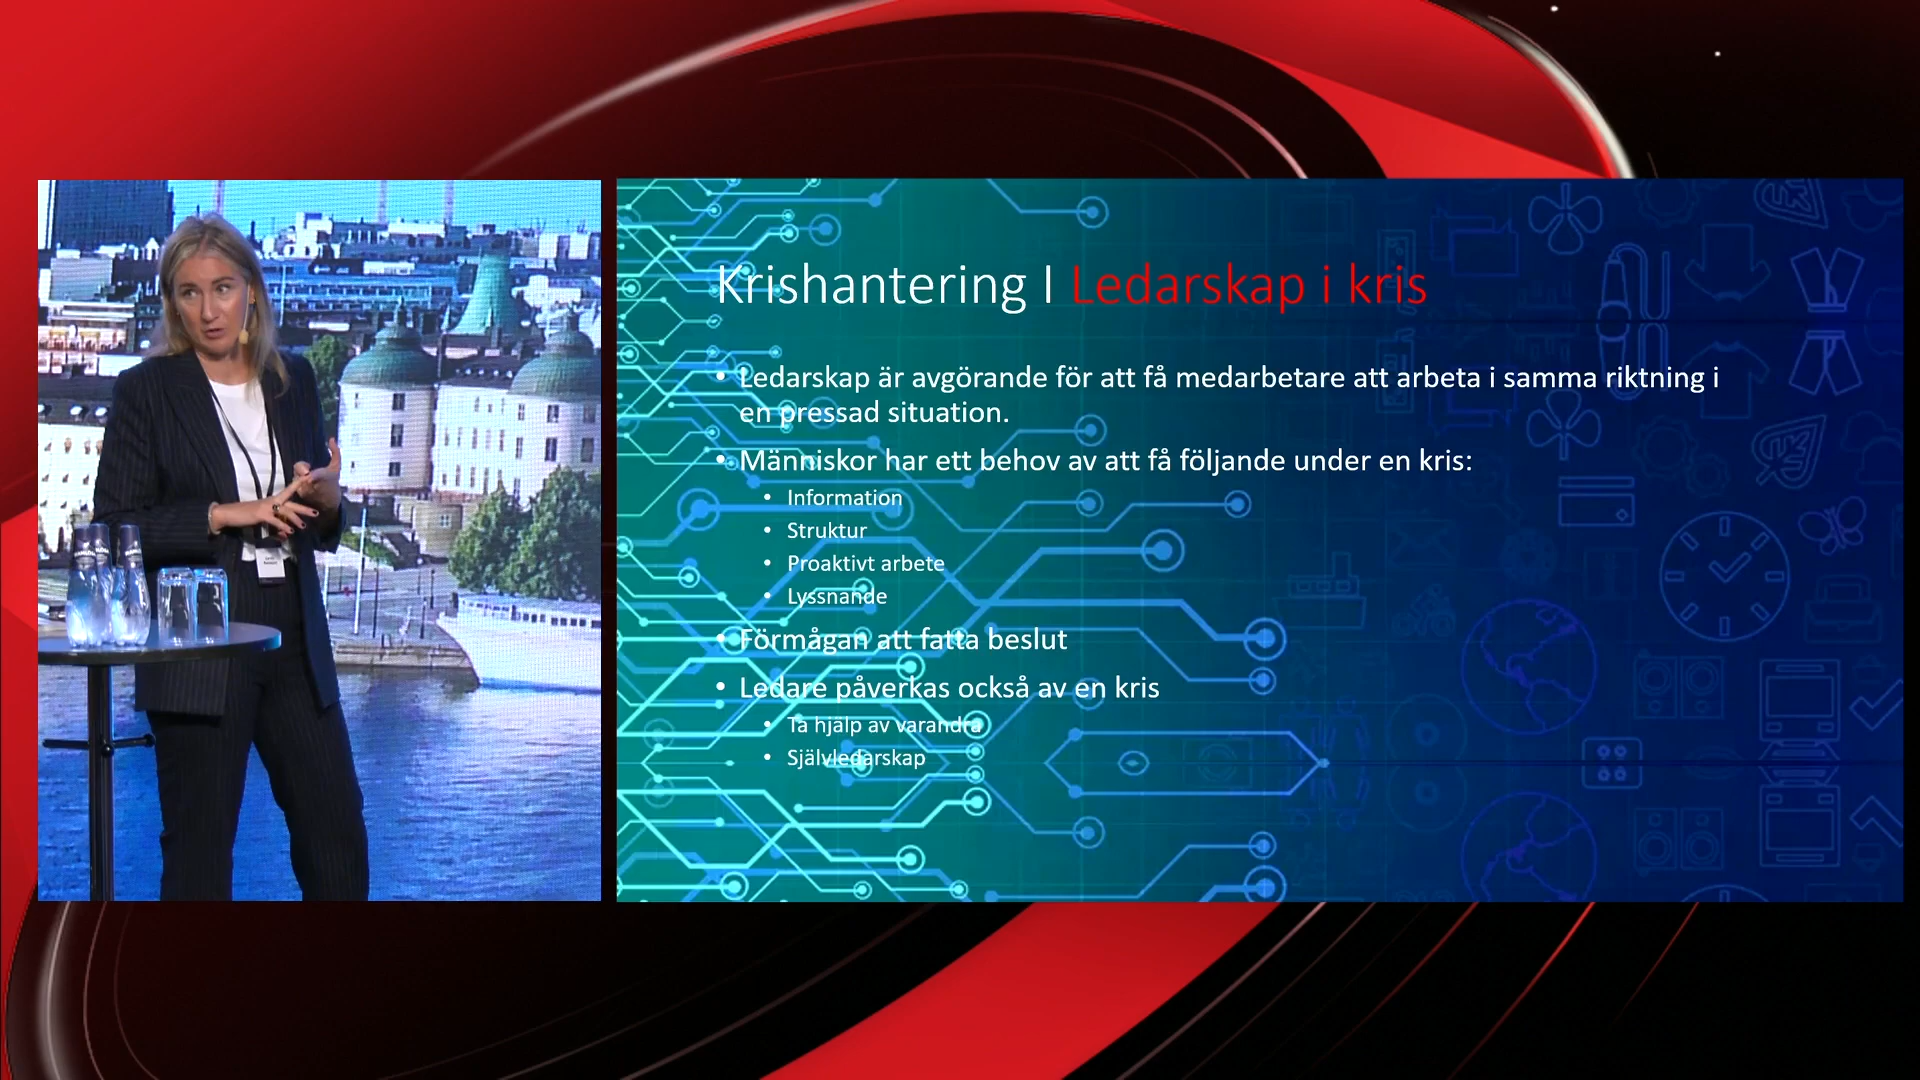 Krishantering I Ledarskap i kris
• Ledarskap är avgörande för att få medarbetare att arbeta i samma riktning i
en pressad situation.
• Människor har ett behov av att få följande under en kris:
• Information
• Struktur
• Proaktivt arbete
• Lyssnande
• Förmågan att fatta beslut
• Ledare påverkas också av en kris
• Ta hjälp av varandra
• Självledarskap